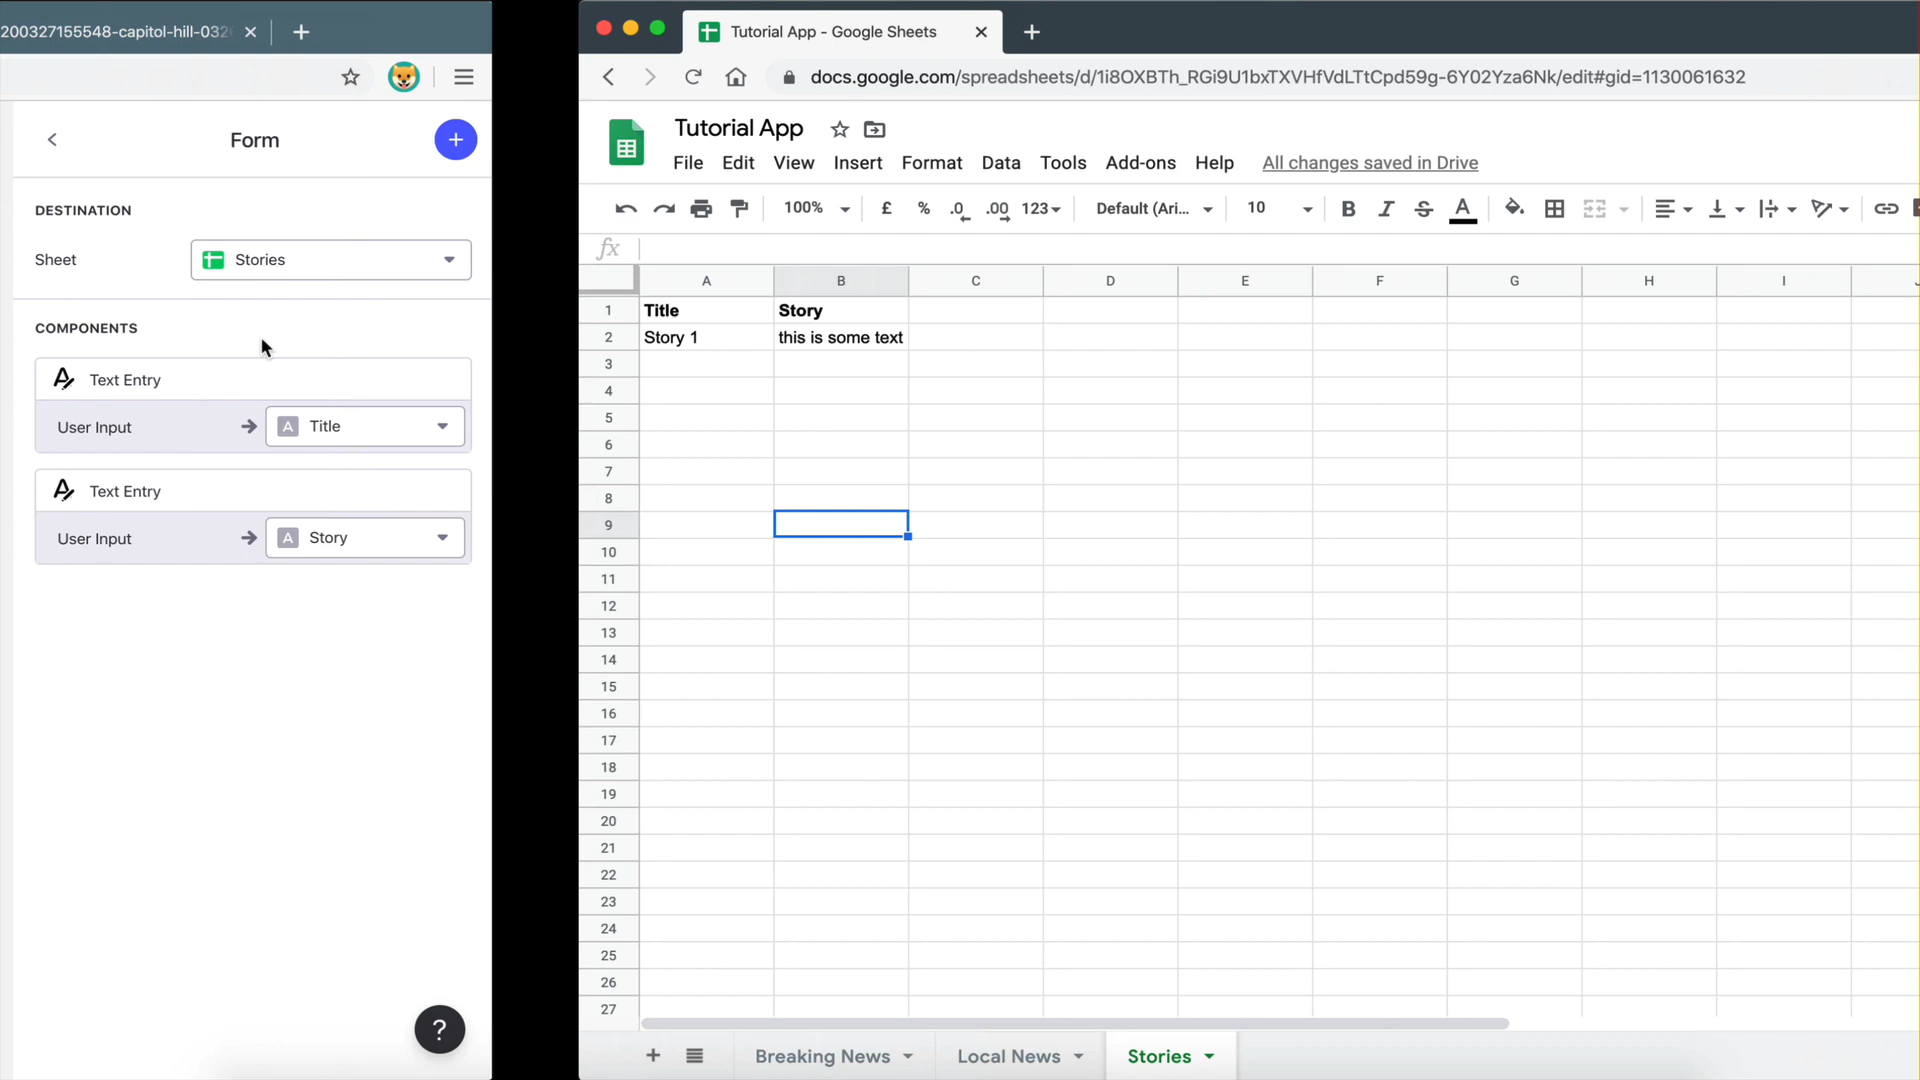 200327155548-capitol-hill-032
Form
DESTINATION
Sheet
Stories
COMPONENTS
Text Entry
User Input
Title
Text Entry
User Input
Story
?
Tutorial App - Google Sheets
docs.google.com/spreadsheets/d/1i8OXBTh_RGi9U1bxTXVHfVdLTtCpd59g-6Y02Yza6Nk/edit#gid=1130061632
Tutorial App
File Edit View Insert Format Data Tools Add-ons Help All changes saved in Drive
100% £ % .0 .00 123 Default (Ari... 10 B I S A
fx
A B C D E F G H I
1 Title Story
2 Story 1 this is some text
3
4
5
6
7
8
9
10
11
12
13
14
15
16
17
18
19
20
21
22
23
24
25
26
27
Breaking News Local News Stories